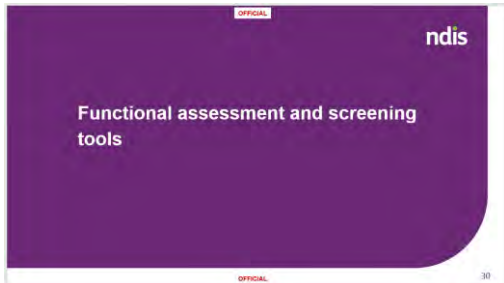 OFFICIAL
ndis
Functional assessment and screening
tools
OFFICIAL
30